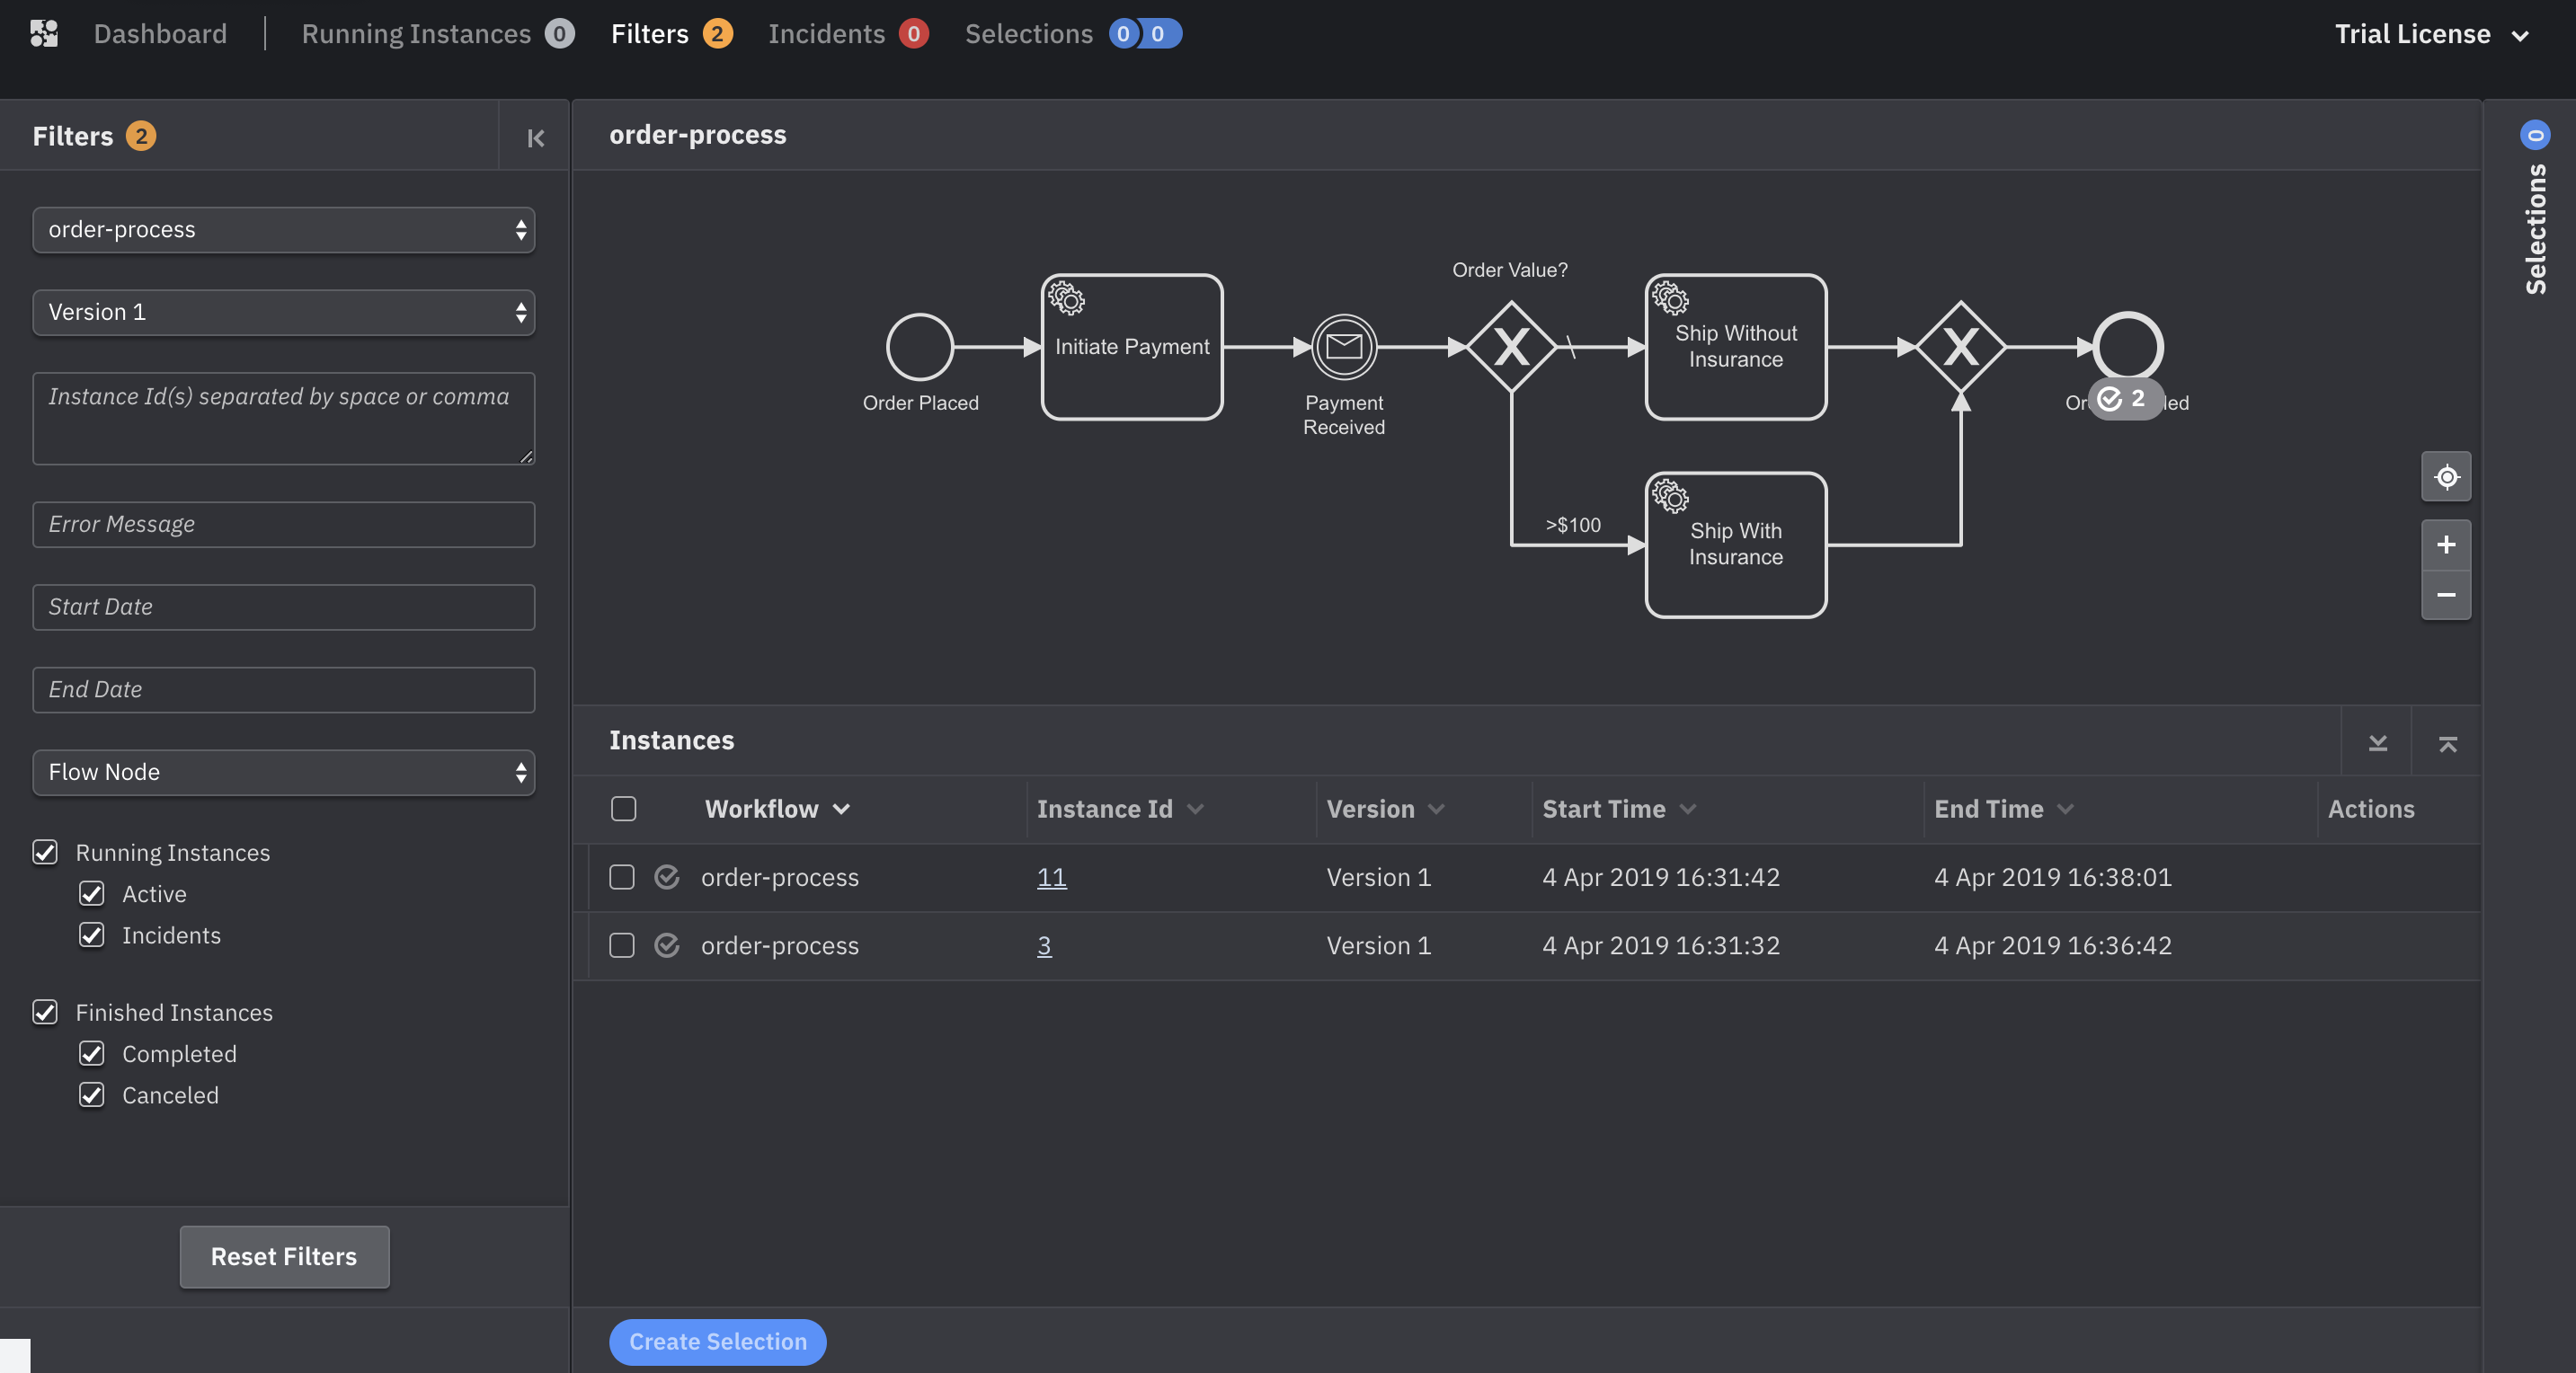 Dashboard
Running Instances 0
Filters 2
Incidents 0
Selections 0 0
Trial License
Filters 2
order-process
Version 1
Instance Id(s) separated by space or comma
Error Message
Start Date
End Date
Flow Node
Running Instances
Active
Incidents
Finished Instances
Completed
Canceled
Reset Filters
order-process
Order Placed
Initiate Payment
Payment
Received
Order Value?
Ship Without
Insurance
>$100
Ship With
Insurance
2
Instances
Workflow Instance Id Version Start Time End Time Actions
order-process 11 Version 1 4 Apr 2019 16:31:42 4 Apr 2019 16:38:01
order-process 3 Version 1 4 Apr 2019 16:31:32 4 Apr 2019 16:36:42
Create Selection
Selections 0